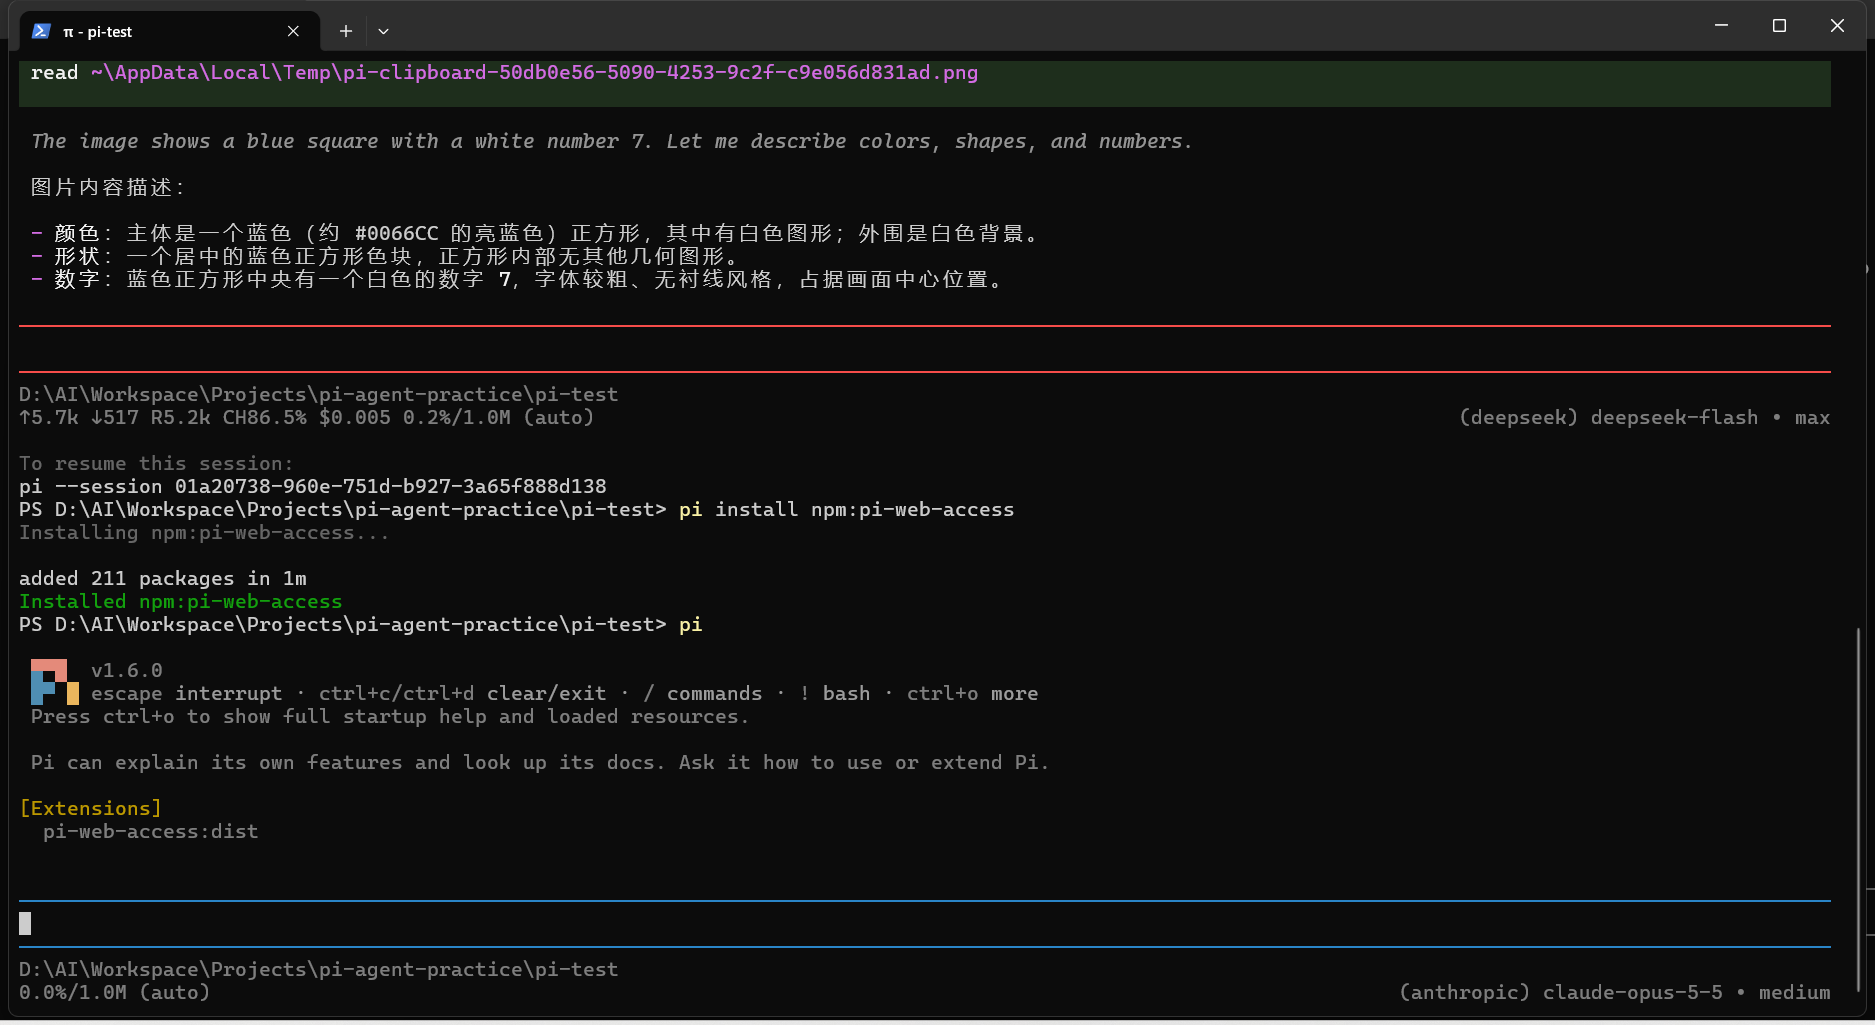 π - pi-test
read ~\AppData\Local\Temp\pi-clipboard-50db0e56-5090-4253-9c2f-c9e056d831ad.png
The image shows a blue square with a white number 7. Let me describe colors, shapes, and numbers.
图片内容描述：
- 颜色：主体是一个蓝色（约 #0066CC 的亮蓝色）正方形，其中有白色图形；外围是白色背景。
- 形状：一个居中的蓝色正方形色块，正方形内部无其他几何图形。
- 数字：蓝色正方形中央有一个白色的数字 7，字体较粗、无衬线风格，占据画面中心位置。
D:\AI\Workspace\Projects\pi-agent-practice\pi-test
↑5.7k ↓517 R5.2k CH86.5% $0.005 0.2%/1.0M (auto) (deepseek) deepseek-flash • max
To resume this session:
pi --session 01a20738-960e-751d-b927-3a65f888d138
PS D:\AI\Workspace\Projects\pi-agent-practice\pi-test> pi install npm:pi-web-access
Installing npm:pi-web-access...
added 211 packages in 1m
Installed npm:pi-web-access
PS D:\AI\Workspace\Projects\pi-agent-practice\pi-test> pi
v1.6.0
escape interrupt · ctrl+c/ctrl+d clear/exit · / commands · ! bash · ctrl+o more
Press ctrl+o to show full startup help and loaded resources.
Pi can explain its own features and look up its docs. Ask it how to use or extend Pi.
[Extensions]
pi-web-access:dist
D:\AI\Workspace\Projects\pi-agent-practice\pi-test
0.0%/1.0M (auto) (anthropic) claude-opus-5-5 • medium